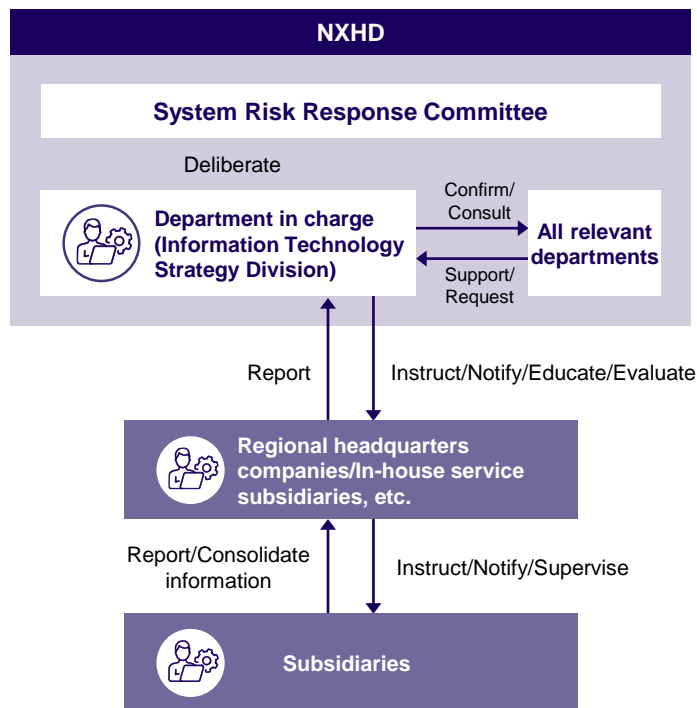 NXHD
System Risk Response Committee
Deliberate
Department in charge
(Information Technology
Strategy Division)
Confirm/
Consult
Support/
Request
All relevant
departments
Report
Instruct/Notify/Educate/Evaluate
Regional headquarters
companies/In-house service
subsidiaries, etc.
Report/Consolidate
information
Instruct/Notify/Supervise
Subsidiaries